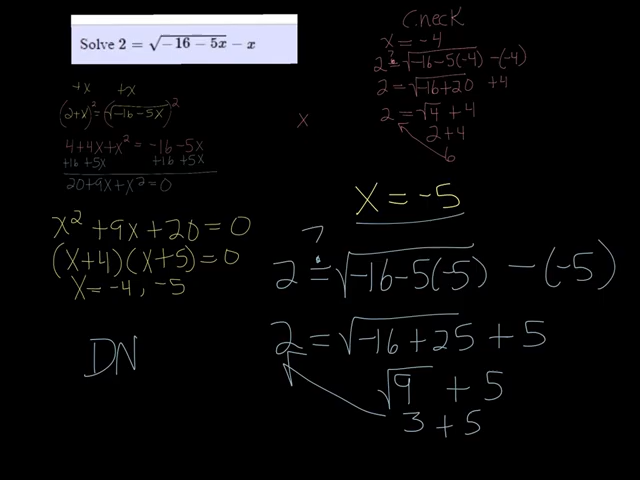 Solve 2 = √(-16 - 5x) - x
+x +x
(2+x)² = (√(-16-5x))²
4+4x+x² = -16-5x
+16 +5x +16 +5x
20+9x+x² = 0
x² + 9x + 20 = 0
(x+4)(x+5) = 0
x = -4, -5
DN
x
Check
x = -4
2 ?= √(-16-5(-4)) -(-4)
2 = √(-16+20) +4
2 = √4 + 4
2+4
6
x = -5
2 ?= √(-16-5(-5)) - (-5)
2 = √(-16+25) + 5
√9 + 5
3 + 5